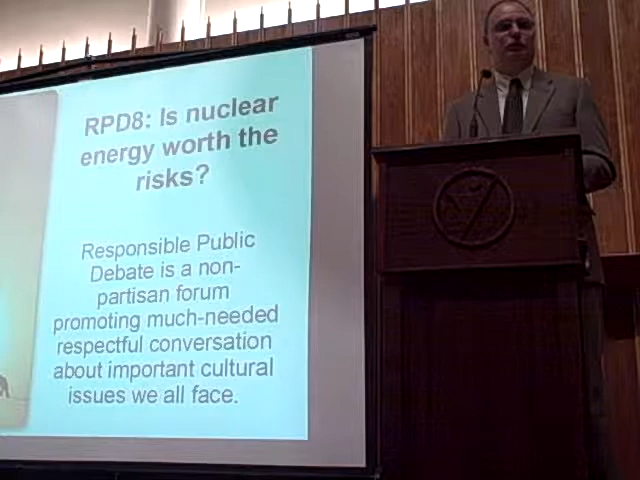 RPD8: Is nuclear
energy worth the
risks?
Responsible Public
Debate is a non-
partisan forum
promoting much-needed
respectful conversation
about important cultural
issues we all face.